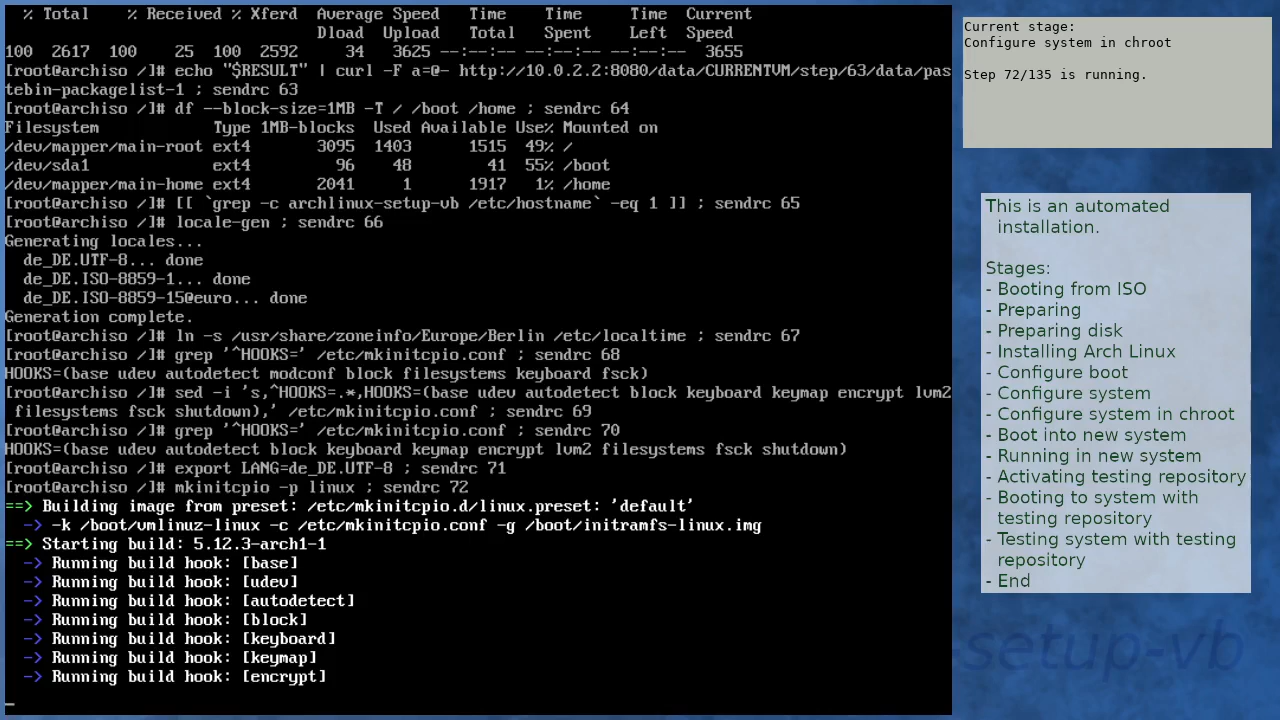 % Total    % Received % Xferd  Average Speed   Time    Time     Time  Current
                                 Dload  Upload   Total   Spent    Left  Speed
100  2617  100    25  100  2592     34   3625 --:--:-- --:--:-- --:--:--  3655
[root@archiso /]# echo "$RESULT" | curl -F a=@- http://10.0.2.2:8080/data/CURRENTVM/step/63/data/pas
tebin-packagelist-1 ; sendrc 63
[root@archiso /]# df --block-size=1MB -T / /boot /home ; sendrc 64
Filesystem            Type 1MB-blocks  Used Available Use% Mounted on
/dev/mapper/main-root ext4       3095  1403      1515  49% /
/dev/sda1             ext4         96    48        41  55% /boot
/dev/mapper/main-home ext4       2041     1      1917   1% /home
[root@archiso /]# [[ `grep -c archlinux-setup-vb /etc/hostname` -eq 1 ]] ; sendrc 65
[root@archiso /]# locale-gen ; sendrc 66
Generating locales...
  de_DE.UTF-8... done
  de_DE.ISO-8859-1... done
  de_DE.ISO-8859-15@euro... done
Generation complete.
[root@archiso /]# ln -s /usr/share/zoneinfo/Europe/Berlin /etc/localtime ; sendrc 67
[root@archiso /]# grep '^HOOKS=' /etc/mkinitcpio.conf ; sendrc 68
HOOKS=(base udev autodetect modconf block filesystems keyboard fsck)
[root@archiso /]# sed -i 's,^HOOKS=.*,HOOKS=(base udev autodetect block keyboard keymap encrypt lvm2
 filesystems fsck shutdown),' /etc/mkinitcpio.conf ; sendrc 69
[root@archiso /]# grep '^HOOKS=' /etc/mkinitcpio.conf ; sendrc 70
HOOKS=(base udev autodetect block keyboard keymap encrypt lvm2 filesystems fsck shutdown)
[root@archiso /]# export LANG=de_DE.UTF-8 ; sendrc 71
[root@archiso /]# mkinitcpio -p linux ; sendrc 72
==> Building image from preset: /etc/mkinitcpio.d/linux.preset: 'default'
  -> -k /boot/vmlinuz-linux -c /etc/mkinitcpio.conf -g /boot/initramfs-linux.img
==> Starting build: 5.12.3-arch1-1
  -> Running build hook: [base]
  -> Running build hook: [udev]
  -> Running build hook: [autodetect]
  -> Running build hook: [block]
  -> Running build hook: [keyboard]
  -> Running build hook: [keymap]
  -> Running build hook: [encrypt]
Current stage:
Configure system in chroot
Step 72/135 is running.
This is an automated
installation.
Stages:
- Booting from ISO
- Preparing
- Preparing disk
- Installing Arch Linux
- Configure boot
- Configure system
- Configure system in chroot
- Boot into new system
- Running in new system
- Activating testing repository
- Booting to system with
testing repository
- Testing system with testing
repository
- End
-setup-vb